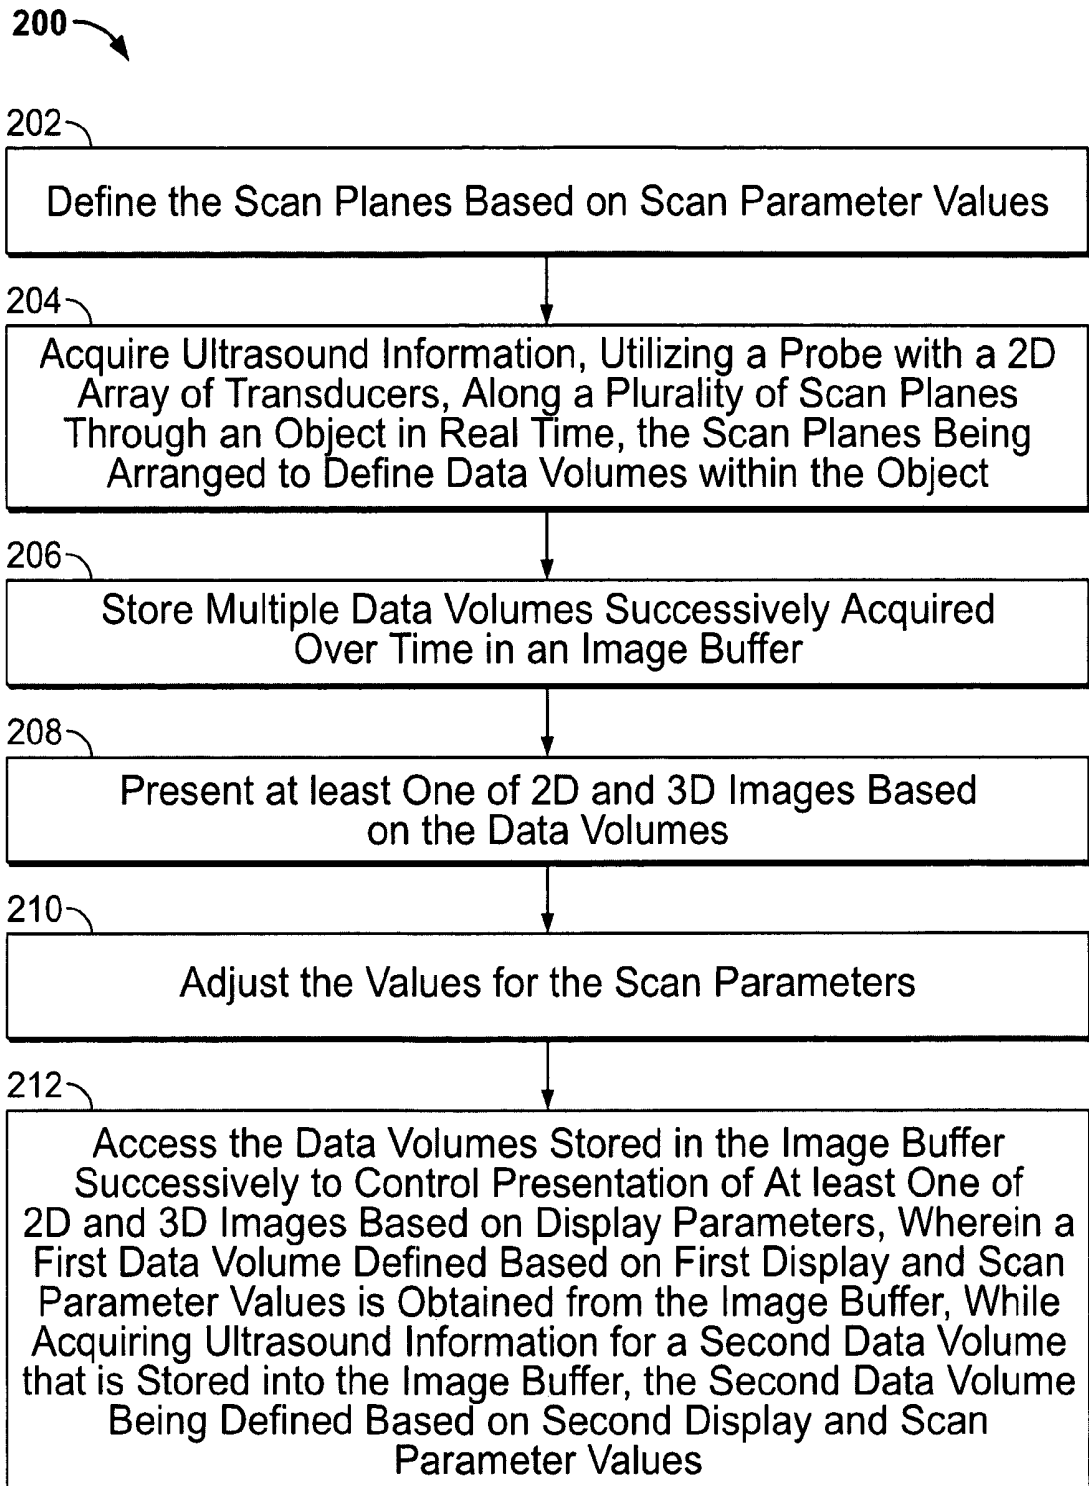 200
202
Define the Scan Planes Based on Scan Parameter Values
204
Acquire Ultrasound Information, Utilizing a Probe with a 2D
Array of Transducers, Along a Plurality of Scan Planes
Through an Object in Real Time, the Scan Planes Being
Arranged to Define Data Volumes within the Object
206
Store Multiple Data Volumes Successively Acquired
Over Time in an Image Buffer
208
Present at least One of 2D and 3D Images Based
on the Data Volumes
210
Adjust the Values for the Scan Parameters
212
Access the Data Volumes Stored in the Image Buffer
Successively to Control Presentation of At least One of
2D and 3D Images Based on Display Parameters, Wherein a
First Data Volume Defined Based on First Display and Scan
Parameter Values is Obtained from the Image Buffer, While
Acquiring Ultrasound Information for a Second Data Volume
that is Stored into the Image Buffer, the Second Data Volume
Being Defined Based on Second Display and Scan
Parameter Values